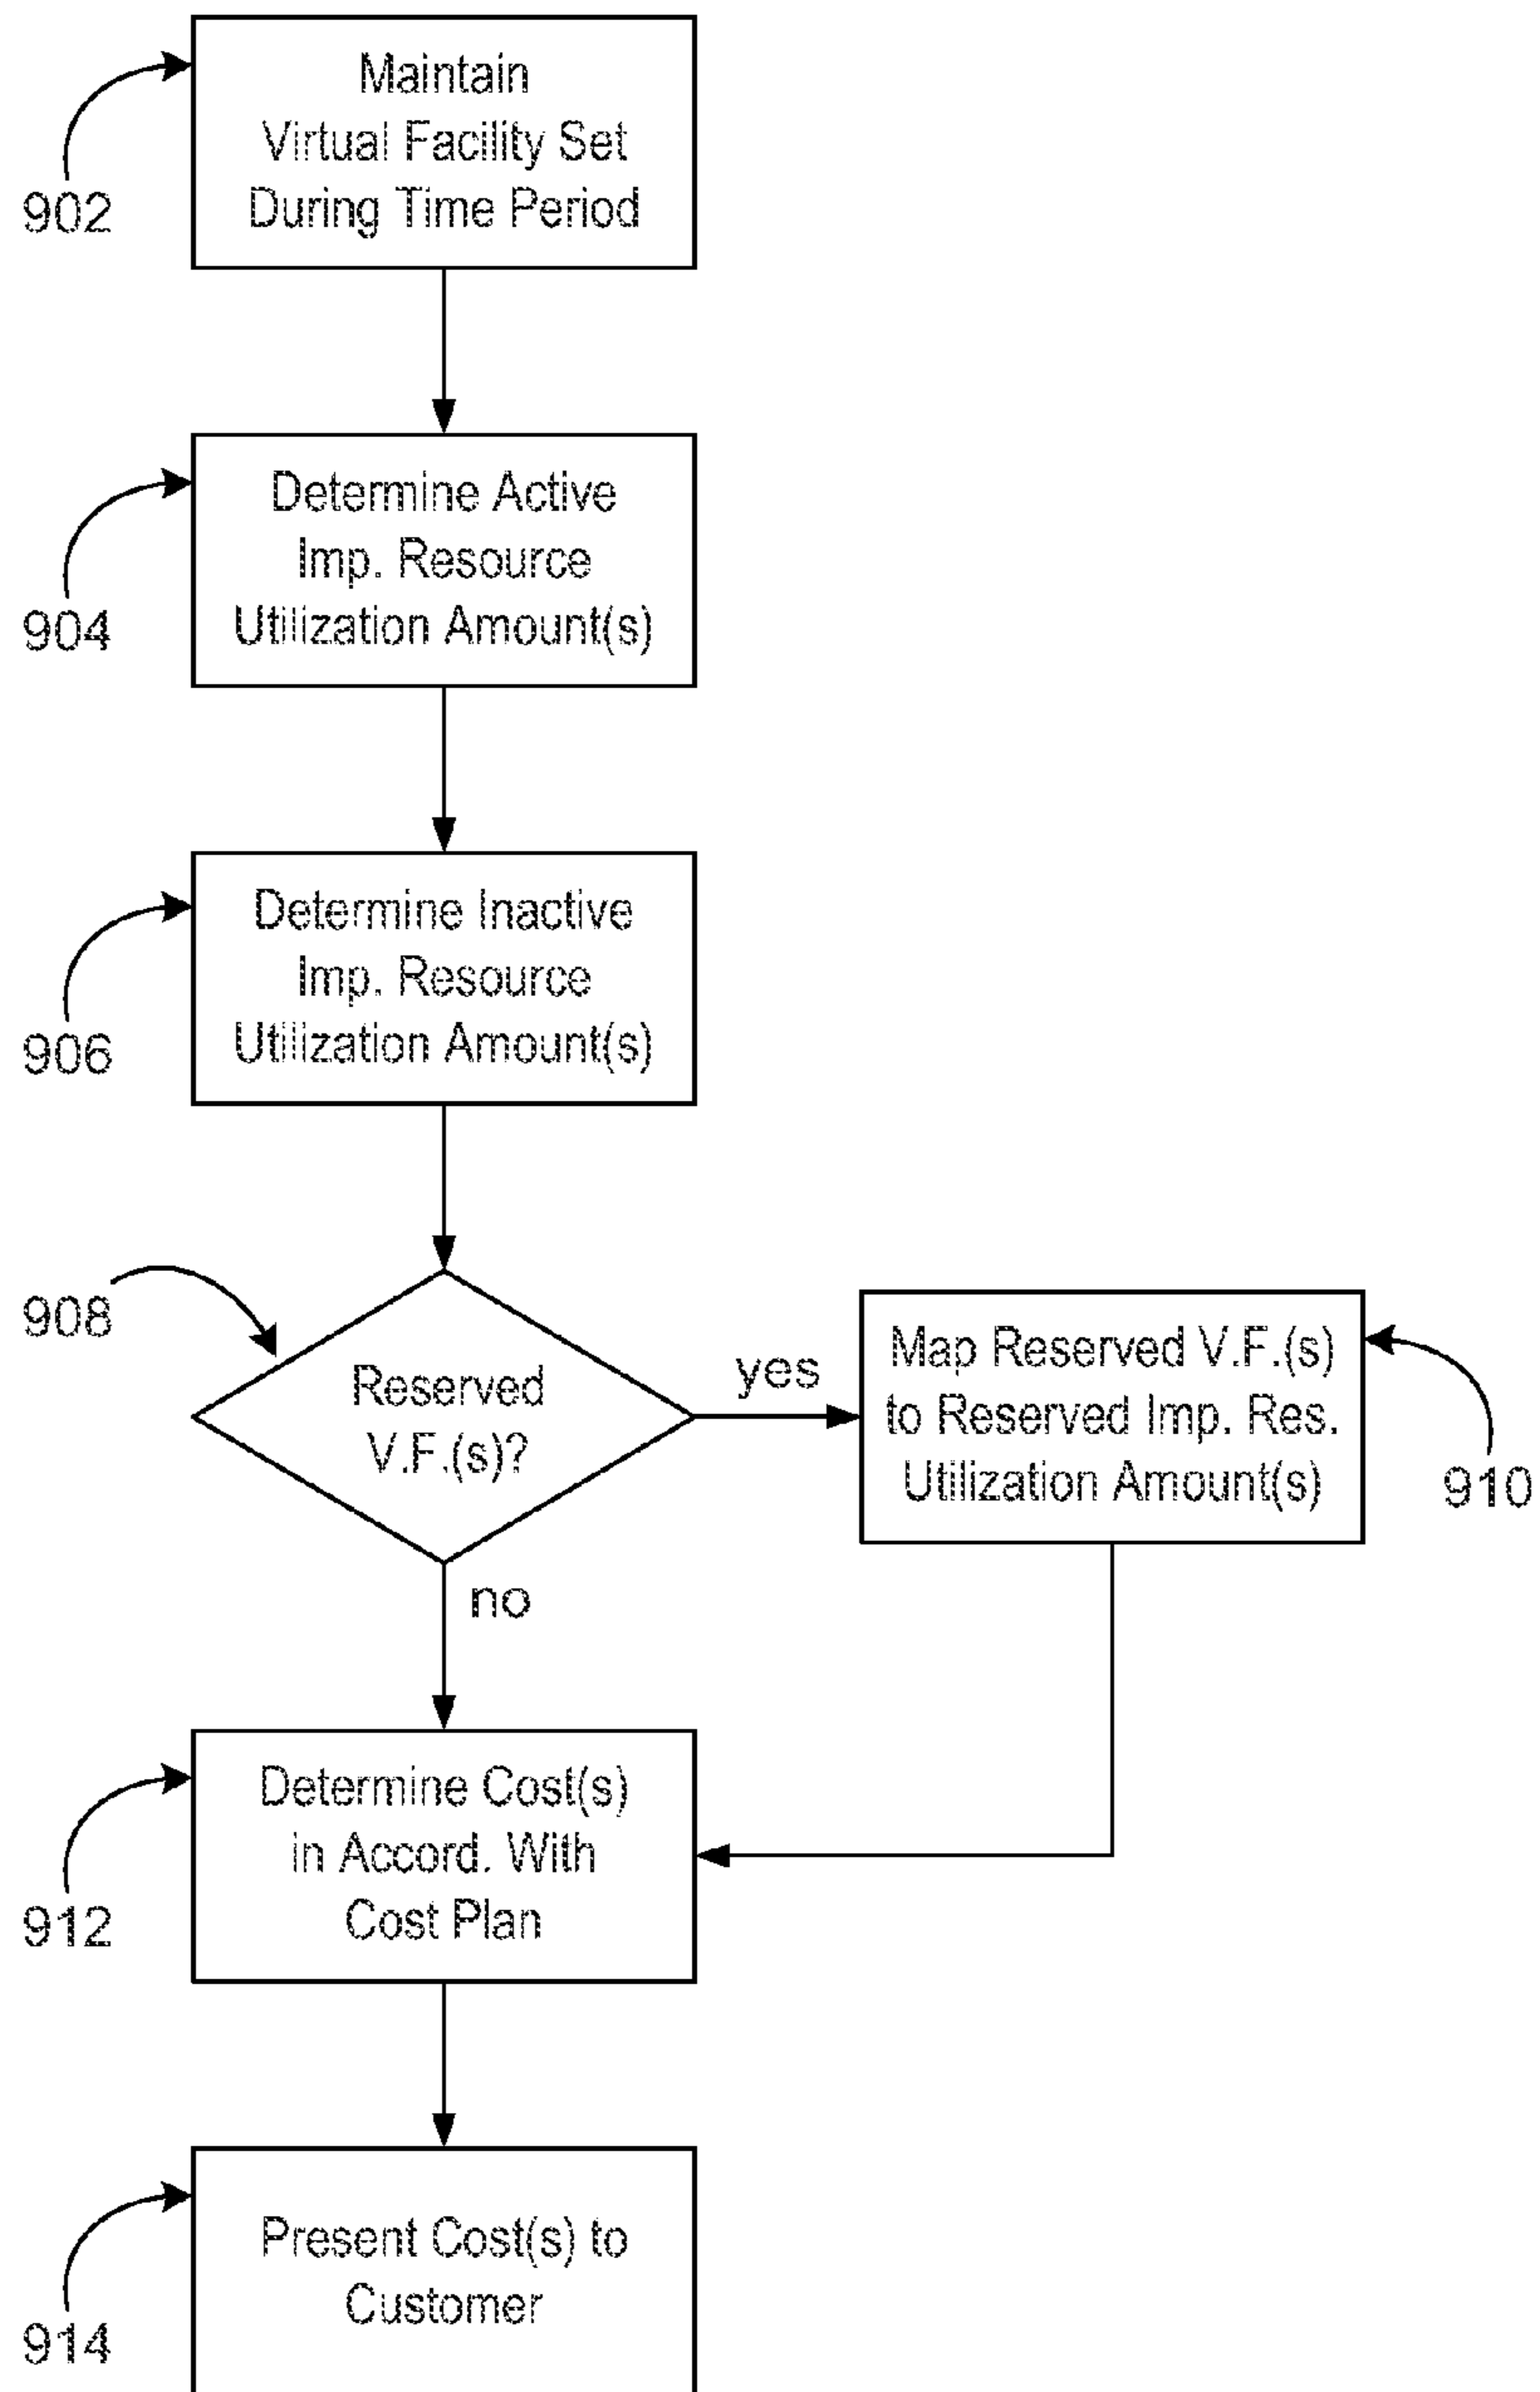 Maintain
Virtual Facility Set
During Time Period
902
Determine Active
Imp. Resource
Utilization Amount(s)
904
Determine Inactive
Imp. Resource
Utilization Amount(s)
906
908
Reserved
V.F.(s)?
yes
no
Map Reserved V.F.(s)
to Reserved Imp. Res.
Utilization Amount(s)
910
Determine Cost(s)
in Accord. With
Cost Plan
912
Present Cost(s) to
Customer
914